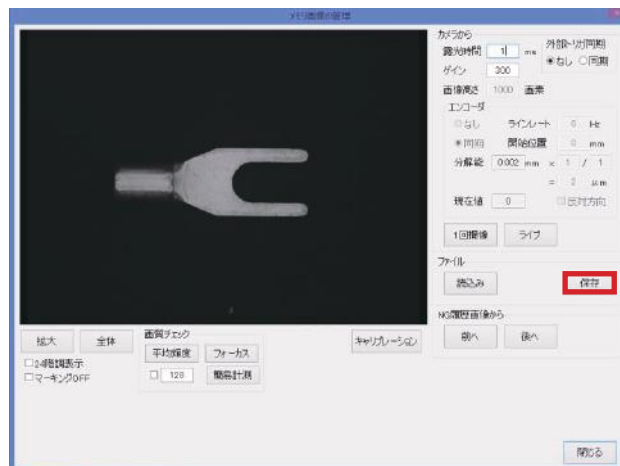 メモリ画像の管理
カメラから
露光時間 1 ms
外部トリガ同期
なし 同期
ゲイン 300
画像高さ 1000 画素
エンコーダ
なし ラインレート 0 Hz
同期 開始位置 0 mm
分解能 0.002 mm × 1 / 1
= 2 μm
現在値 0 反対方向
1回撮像 ライブ
ファイル
読込み 保存
NG履歴画像から
前へ 後へ
拡大 全体
24階調表示
マーキングOFF
画質チェック
平均輝度 フォーカス
128 簡易計測
キャリブレーション
閉じる